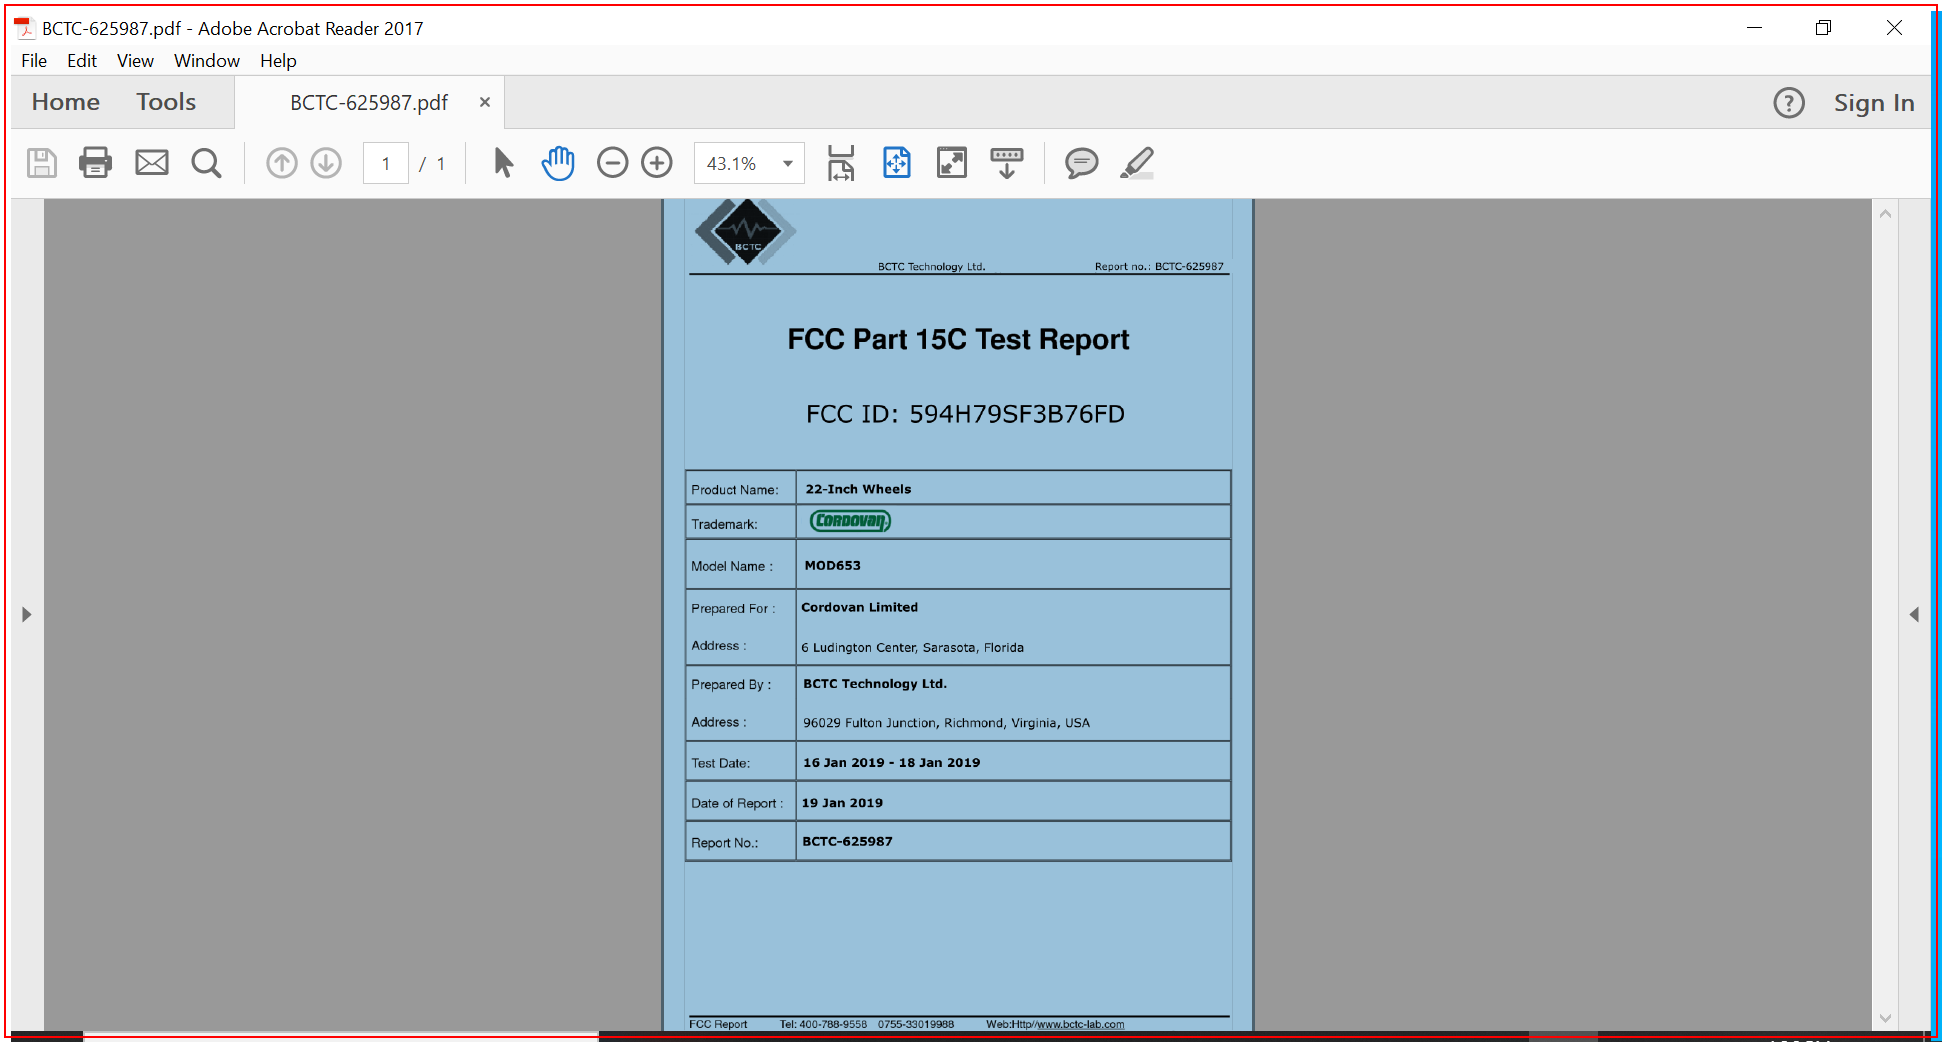 BCTC-625987.pdf - Adobe Acrobat Reader 2017
File Edit View Window Help
Home Tools BCTC-625987.pdf × ? Sign In
1 / 1 43.1%
BCTC
BCTC Technology Ltd. Report no.: BCTC-625987
FCC Part 15C Test Report
FCC ID: 594H79SF3B76FD
Product Name: 22-Inch Wheels
Trademark: CORDOVAN
Model Name : MOD653
Prepared For : Cordovan Limited
Address : 6 Ludington Center, Sarasota, Florida
Prepared By : BCTC Technology Ltd.
Address : 96029 Fulton Junction, Richmond, Virginia, USA
Test Date: 16 Jan 2019 - 18 Jan 2019
Date of Report : 19 Jan 2019
Report No.: BCTC-625987
FCC Report Tel: 400-788-9558 0755-33019988 Web:Http//www.bctc-lab.com